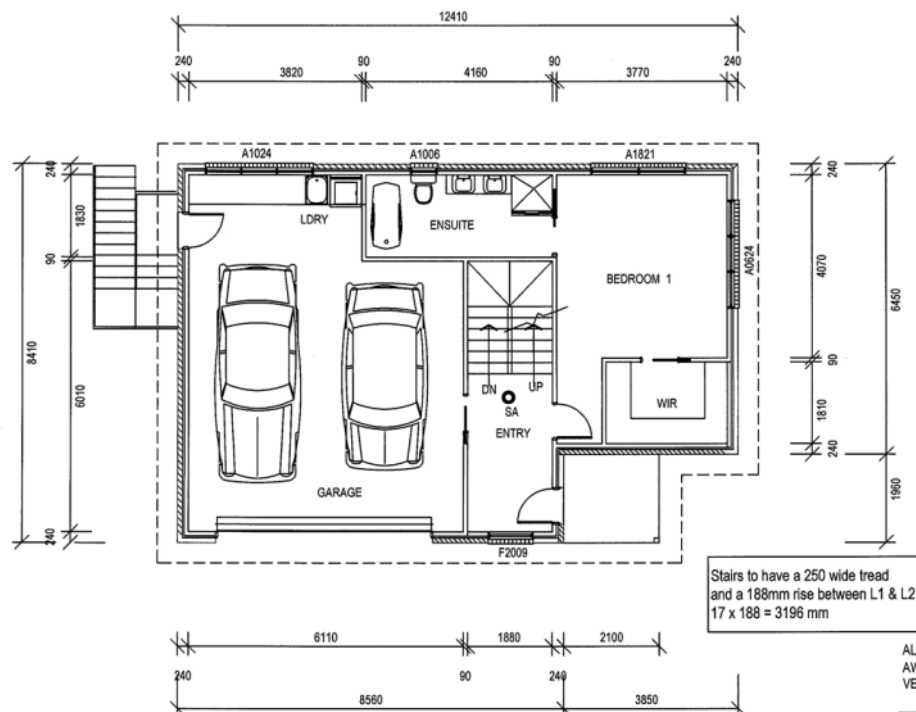 12410
240 90 90 240
3820 4160 3770
A1024 A1006 A1821
240 240
LDRY ENSUITE
1830
90
BEDROOM 1
A0624
4070
6450
8410
6010
90
DN UP
SA
ENTRY
WIR
1810
240
GARAGE
1960
240
F2009
Stairs to have a 250 wide tread
and a 188mm rise between L1 & L2
17 x 188 = 3196 mm
6110 1880 2100
240 90 240
8560 3850
AL
AV
VE